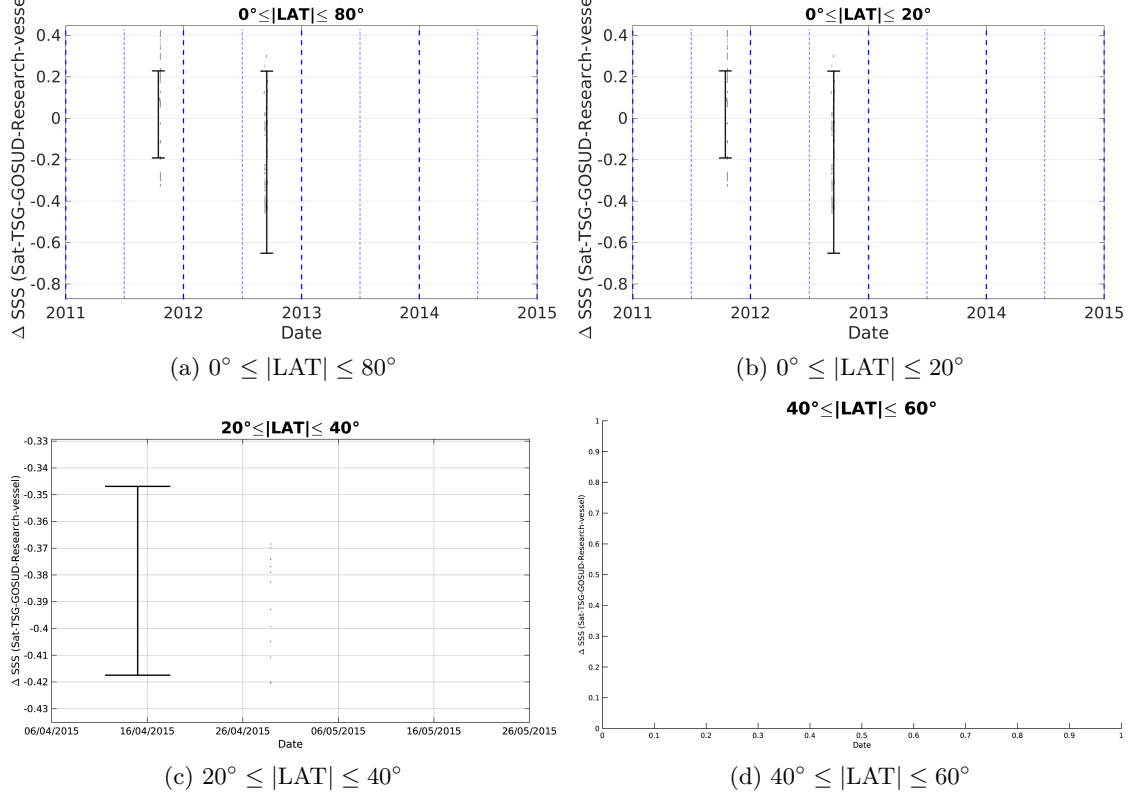 0°≤|LAT|≤ 80°
Δ SSS (Sat-TSG-GOSUD-Research-vessel
0.4
0.2
0
-0.2
-0.4
-0.6
-0.8
2011 2012 2013 2014 2015
Date
(a) 0° ≤ |LAT| ≤ 80°
0°≤|LAT|≤ 20°
Δ SSS (Sat-TSG-GOSUD-Research-vessel
0.4
0.2
0
-0.2
-0.4
-0.6
-0.8
2011 2012 2013 2014 2015
Date
(b) 0° ≤ |LAT| ≤ 20°
20°≤|LAT|≤ 40°
Δ SSS (Sat-TSG-GOSUD-Research-vessel)
-0.33
-0.34
-0.35
-0.36
-0.37
-0.38
-0.39
-0.4
-0.41
-0.42
-0.43
06/04/2015 16/04/2015 26/04/2015 06/05/2015 16/05/2015 26/05/2015
Date
(c) 20° ≤ |LAT| ≤ 40°
40°≤|LAT|≤ 60°
Δ SSS (Sat-TSG-GOSUD-Research-vessel)
1
0.9
0.8
0.7
0.6
0.5
0.4
0.3
0.2
0.1
0
0 0.1 0.2 0.3 0.4 0.5 0.6 0.7 0.8 0.9 1
Date
(d) 40° ≤ |LAT| ≤ 60°